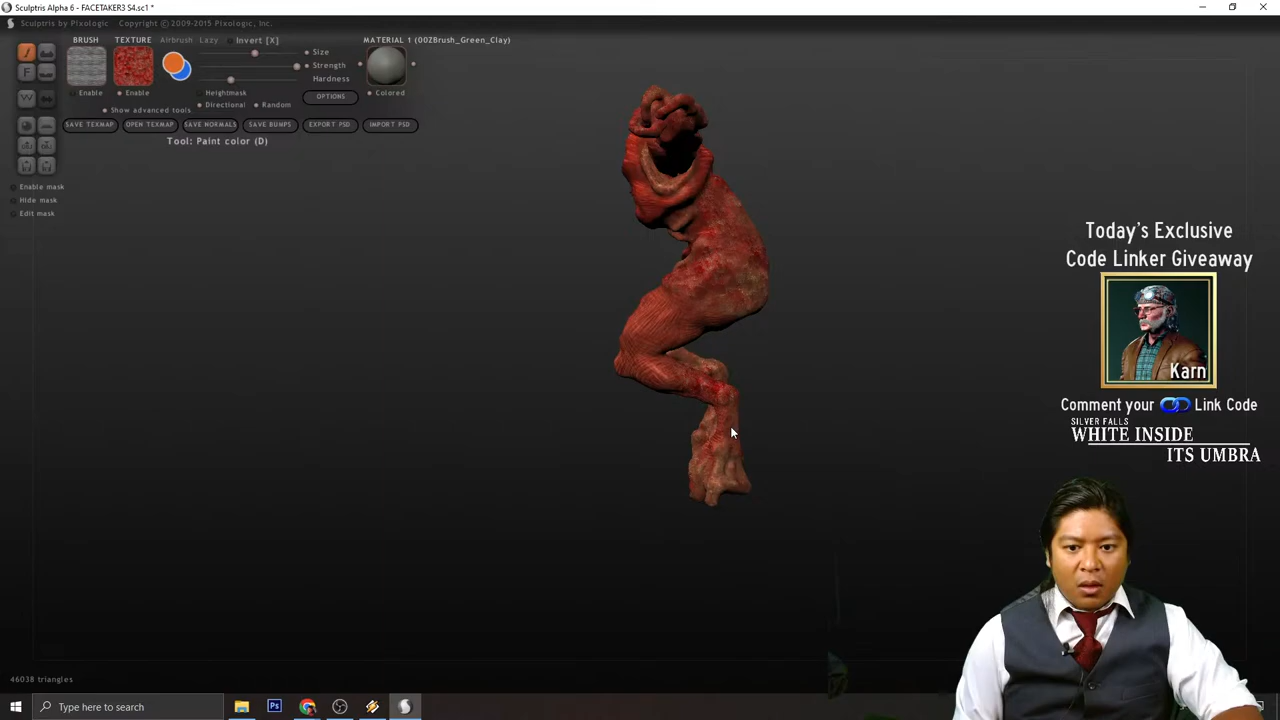 Sculptris Alpha 6 - FACETAKER3 S4.sc1 *
Sculptris by Pixologic Copyright © 2009-2015 Pixologic, Inc.
BRUSH TEXTURE Airbrush Lazy Invert [X] MATERIAL 1 (00ZBrush_Green_Clay)
Size
Strength
Hardness
Enable Enable Heightmask Colored
OPTIONS
Directional Random
Show advanced tools
SAVE TEXMAP OPEN TEXMAP SAVE NORMALS SAVE BUMPS EXPORT PSD IMPORT PSD
Tool: Paint color (D)
Enable mask
Hide mask
Edit mask
Today's Exclusive
Code Linker Giveaway
Karn
Comment your Link Code
SILVER FALLS
WHITE INSIDE
ITS UMBRA
46038 triangles
Type here to search